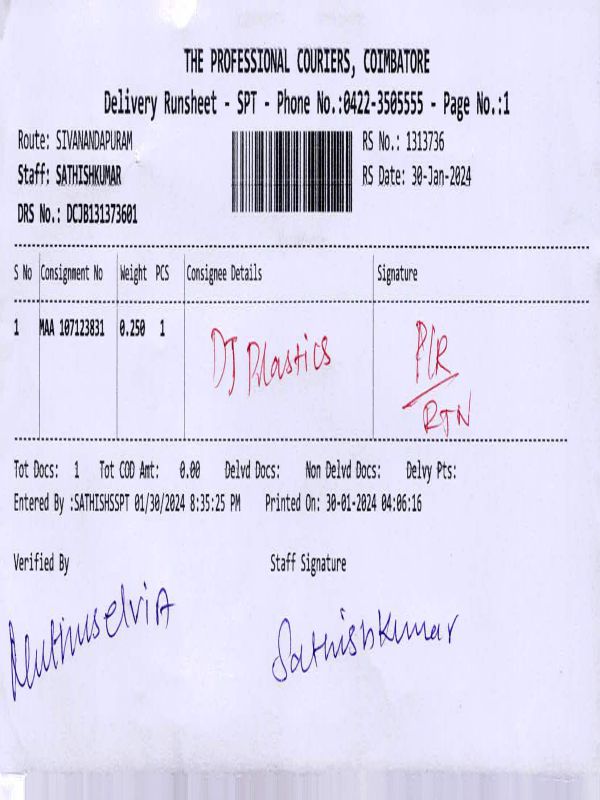 THE PROFESSIONAL COURIERS, COIMBATORE
Delivery Runsheet - SPT - Phone No.:0422-3505555 - Page No.:1
Route: SIVANANDAPURAM RS No.: 1313736
Staff: SATHISHKUMAR RS Date: 30-Jan-2024
DRS No.: DCJB131373601
S No Consignment No Weight PCS Consignee Details Signature
1 MAA 107123831 0.250 1 DJ Plastics P/R
RTN
Tot Docs: 1 Tot COD Amt: 0.00 Delvd Docs: Non Delvd Docs: Delvy Pts:
Entered By :SATHISHSSPT 01/30/2024 8:35:25 PM Printed On: 30-01-2024 04:06:16
Verified By Staff Signature
Muthuselvi A Sathishkumar